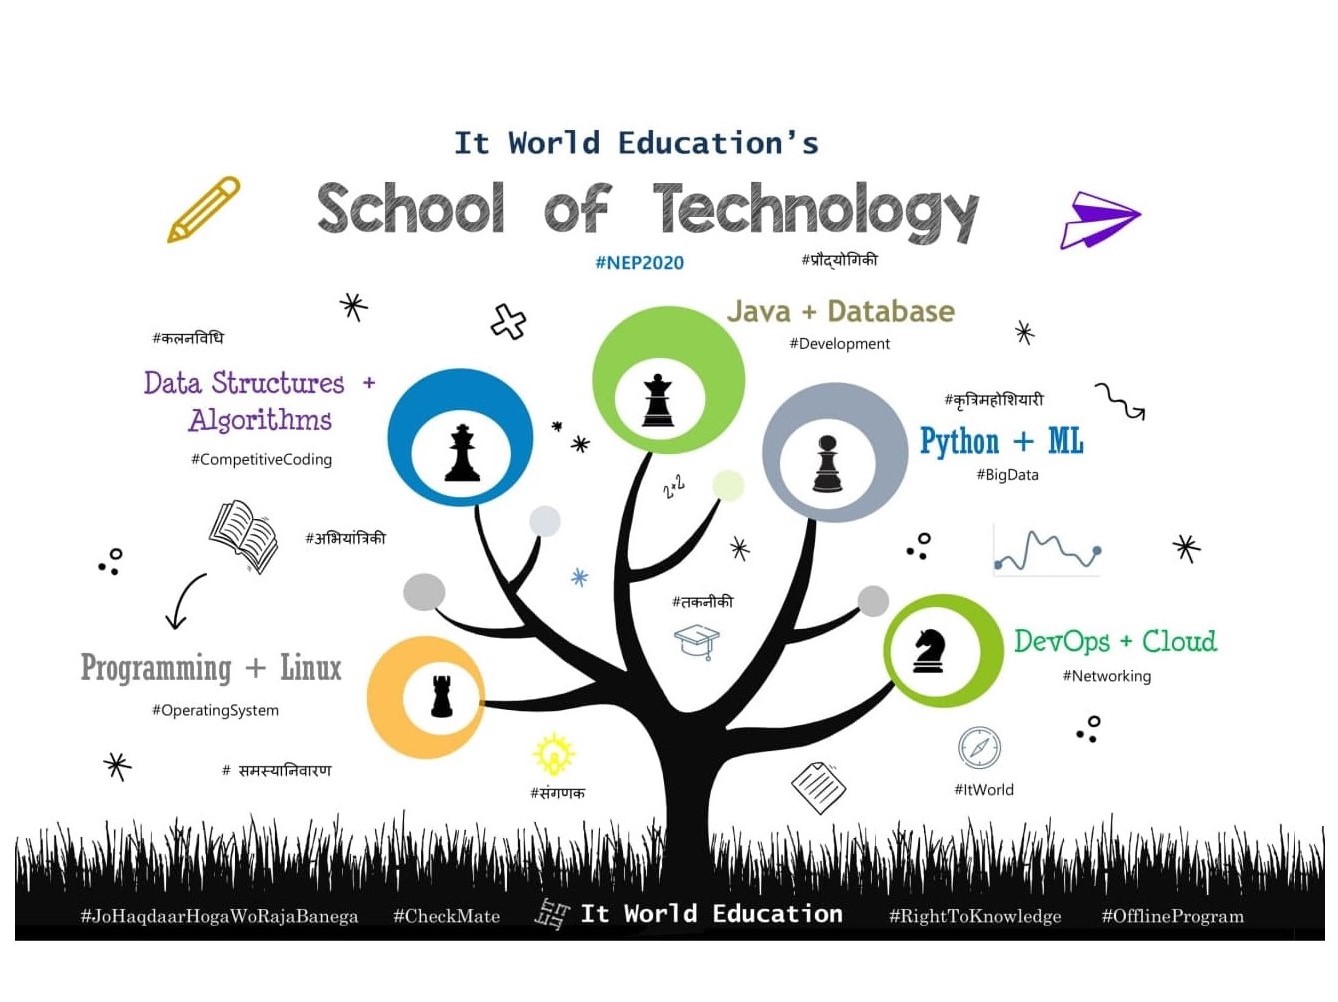 It World Education's
School of Technology
#NEP2020
#प्रौद्योगिकी
Java + Database
#Development
#कलनविधि
Data Structures +
Algorithms
#CompetitiveCoding
#कृत्रिमहोशियारी
Python + ML
#BigData
2^2
#अभियांत्रिकी
#तकनीकी
Programming + Linux
#OperatingSystem
DevOps + Cloud
#Networking
# समस्यानिवारण
#संगणक
#ItWorld
#JoHaqdaarHogaWoRajaBanega #CheckMate It World Education #RightToKnowledge #OfflineProgram